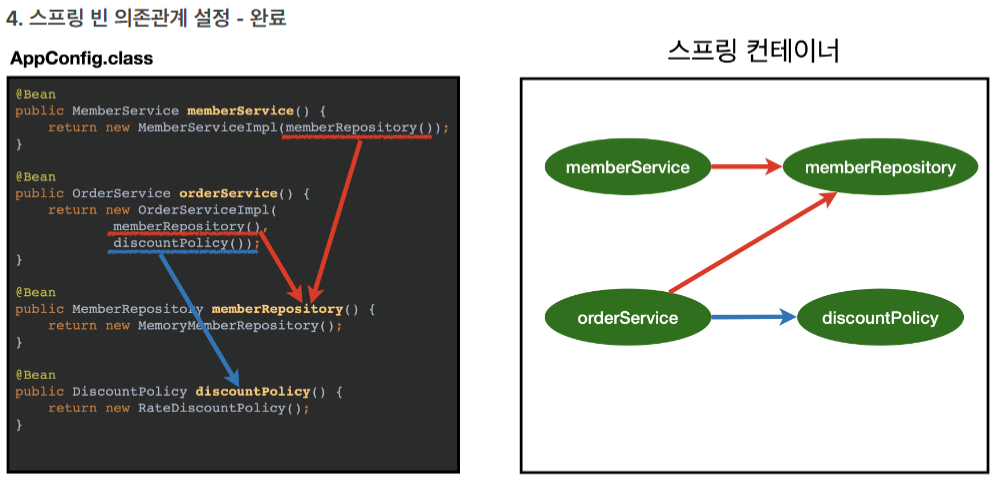 4. 스프링 빈 의존관계 설정 - 완료
AppConfig.class
@Bean
public MemberService memberService() {
return new MemberServiceImpl(memberRepository());
}
@Bean
public OrderService orderService() {
return new OrderServiceImpl(
memberRepository(),
discountPolicy());
}
@Bean
public MemberRepository memberRepository() {
return new MemoryMemberRepository();
}
@Bean
public DiscountPolicy discountPolicy() {
return new RateDiscountPolicy();
}
스프링 컨테이너
memberService
memberRepository
orderService
discountPolicy